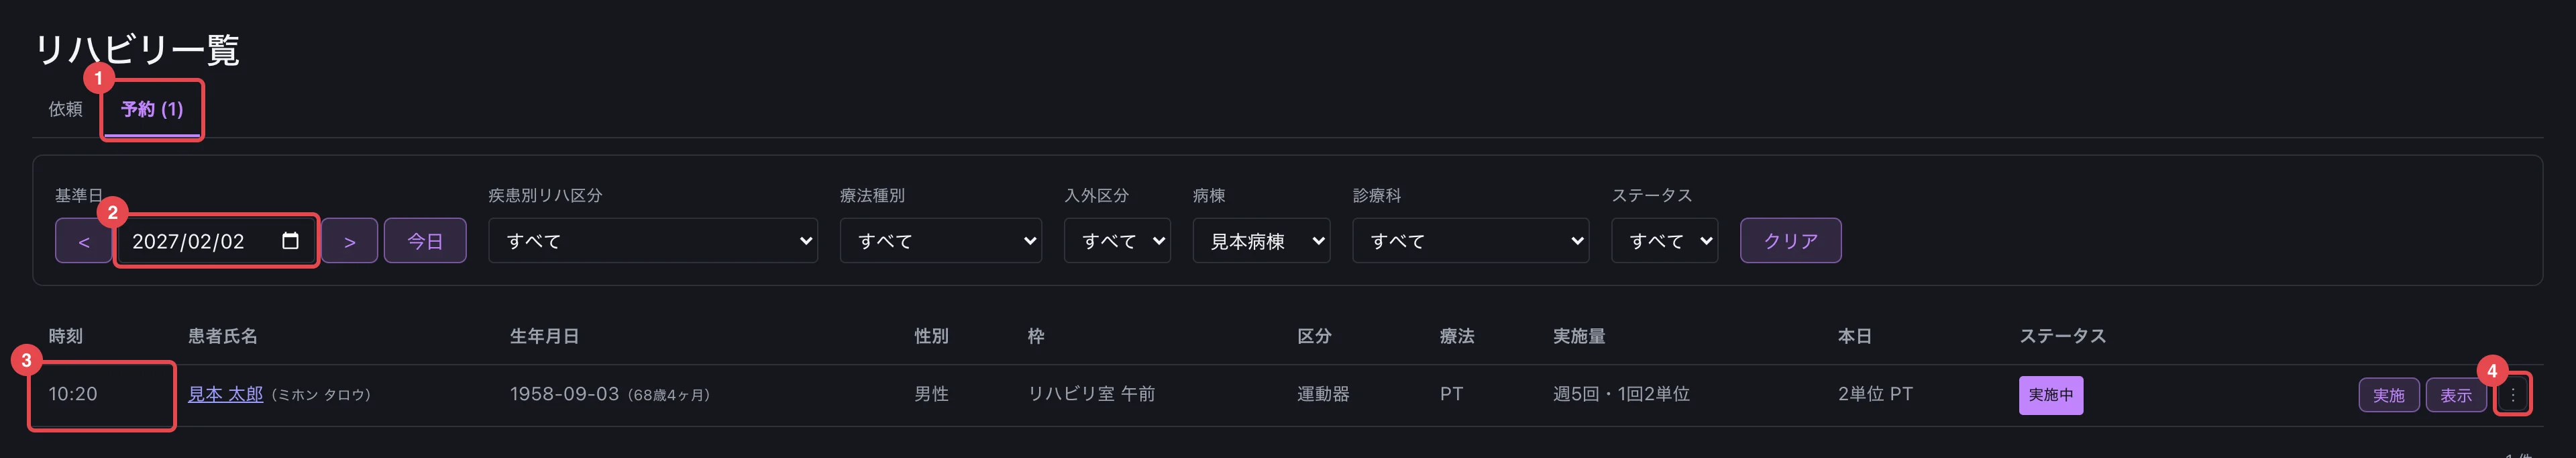 リハビリ一覧
1
依頼 予約 (1)
基準日 疾患別リハ区分 療法種別 入外区分 病棟 診療科 ステータス
2
< 2027/02/02 > 今日 すべて すべて すべて 見本病棟 すべて すべて クリア
時刻 患者氏名 生年月日 性別 枠 区分 療法 実施量 本日 ステータス
3 4
10:20 見本 太郎 (ミホン タロウ) 1958-09-03 (68歳4ヶ月) 男性 リハビリ室 午前 運動器 PT 週5回・1回2単位 2単位 PT 実施中 実施 表示 ⋮